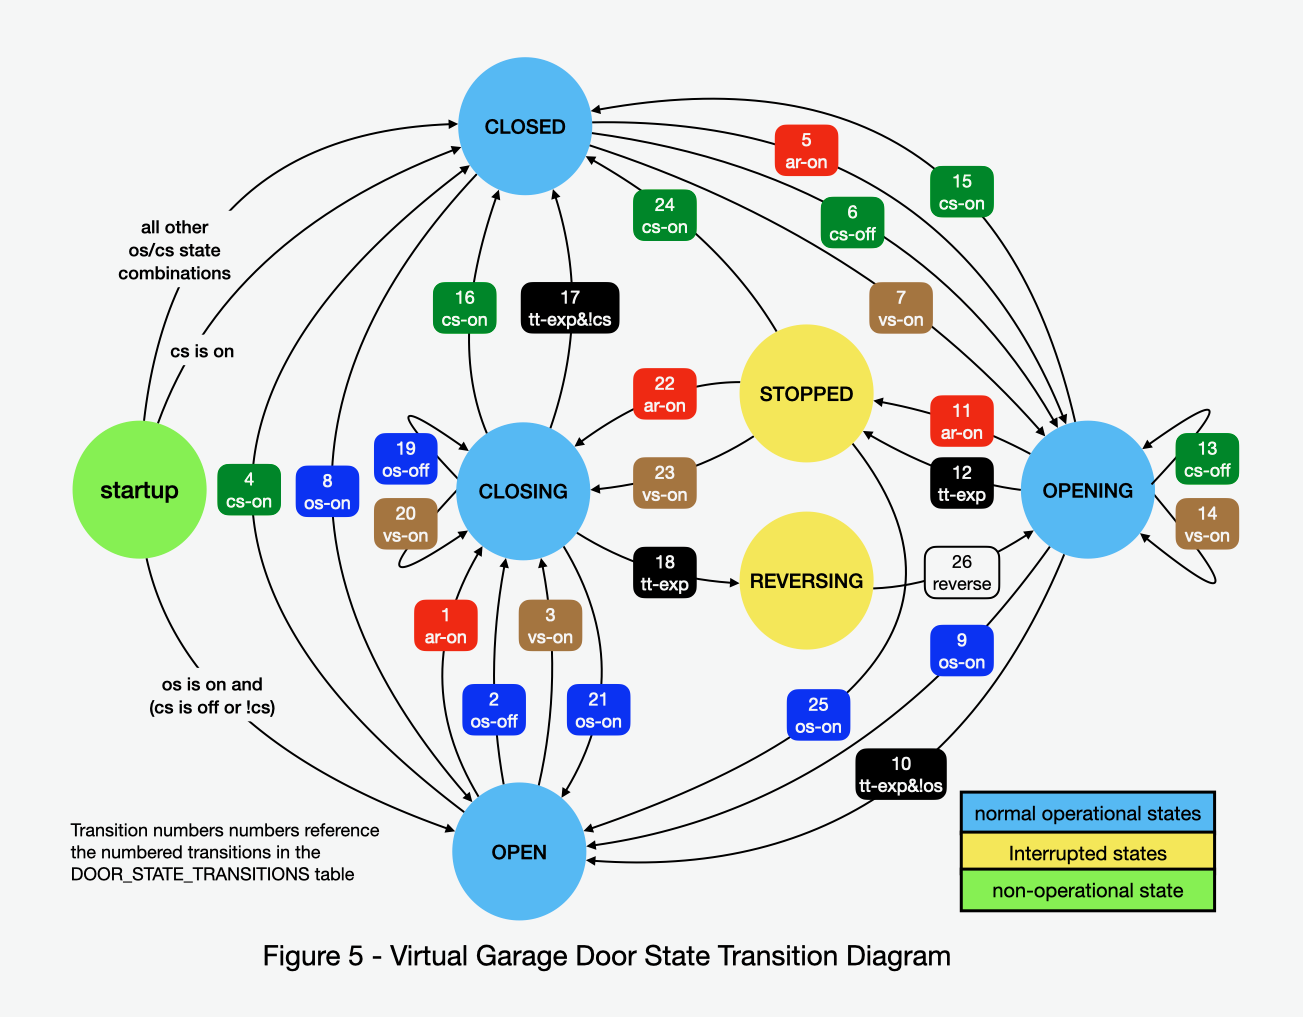 CLOSED
5
ar-on
15
cs-on
24
cs-on
6
cs-off
all other
os/cs state
combinations
16
cs-on
17
tt-exp&!cs
7
vs-on
cs is on
22
ar-on
STOPPED
11
ar-on
19
os-off
13
cs-off
startup
4
cs-on
8
os-on
CLOSING
23
vs-on
12
tt-exp
OPENING
20
vs-on
14
vs-on
18
tt-exp
REVERSING
26
reverse
1
ar-on
3
vs-on
9
os-on
os is on and
(cs is off or !cs)
2
os-off
21
os-on
25
os-on
10
tt-exp&!os
normal operational states
Interrupted states
non-operational state
Transition numbers numbers reference
the numbered transitions in the
DOOR_STATE_TRANSITIONS table
OPEN
Figure 5 - Virtual Garage Door State Transition Diagram